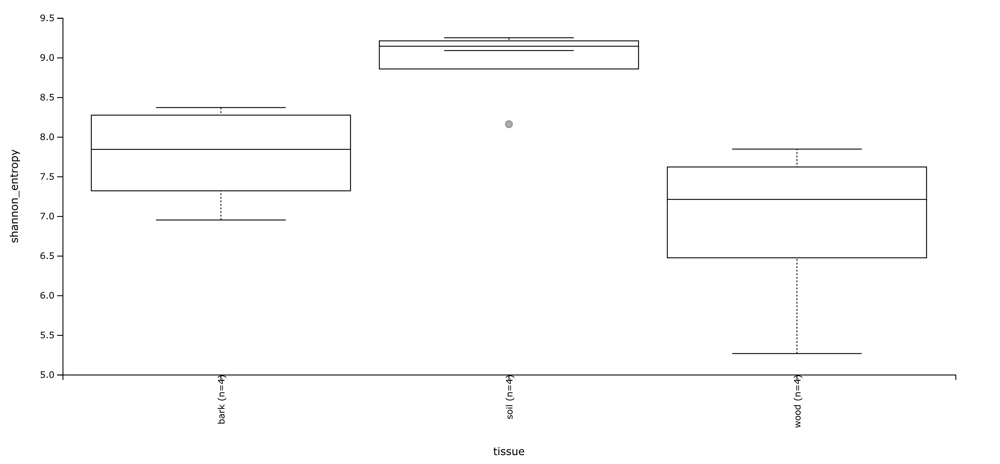 9.5
9.0
8.5
8.0
7.5
7.0
6.5
6.0
5.5
5.0
shannon_entropy
bark (n=4)
soil (n=4)
wood (n=4)
tissue